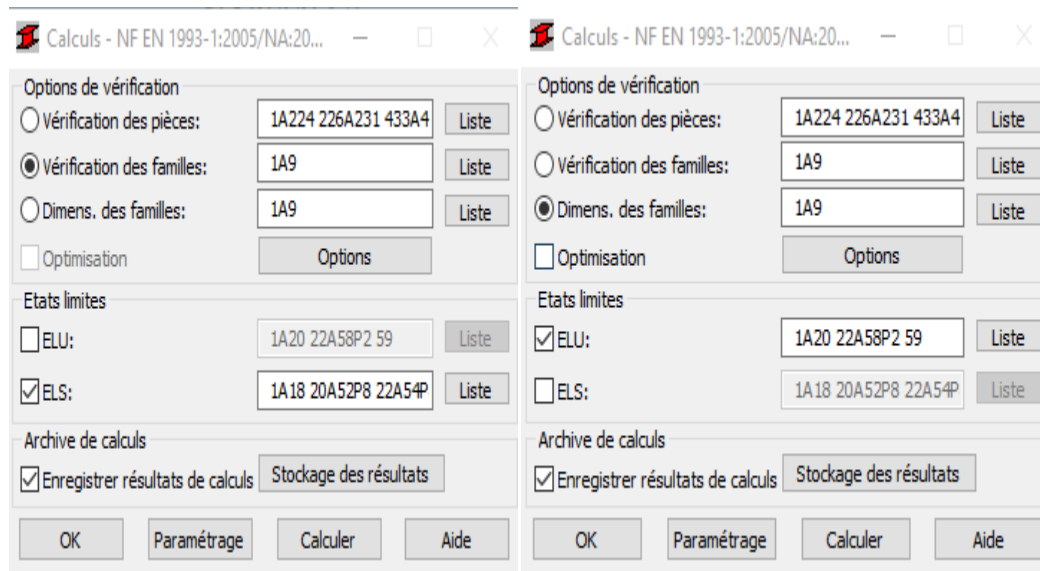 Calculs - NF EN 1993-1:2005/NA:20...
Options de vérification
Vérification des pièces: 1A224 226A231 433A4 Liste
Vérification des familles: 1A9 Liste
Dimens. des familles: 1A9 Liste
Optimisation Options
Etats limites
ELU: 1A20 22A58P2 59 Liste
ELS: 1A18 20A52P8 22A54P Liste
Archive de calculs
Enregistrer résultats de calculs Stockage des résultats
OK Paramétrage Calculer Aide
Calculs - NF EN 1993-1:2005/NA:20...
Options de vérification
Vérification des pièces: 1A224 226A231 433A4 Liste
Vérification des familles: 1A9 Liste
Dimens. des familles: 1A9 Liste
Optimisation Options
Etats limites
ELU: 1A20 22A58P2 59 Liste
ELS: 1A18 20A52P8 22A54P Liste
Archive de calculs
Enregistrer résultats de calculs Stockage des résultats
OK Paramétrage Calculer Aide